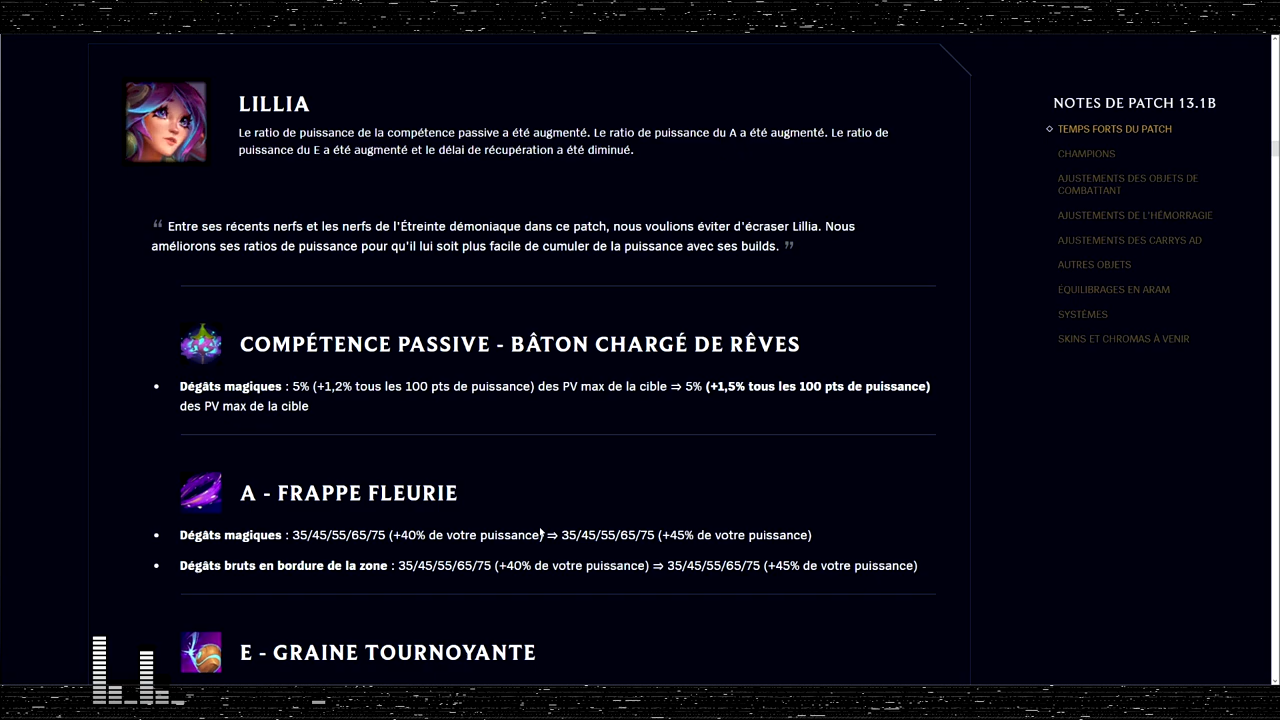 LILLIA
Le ratio de puissance de la compétence passive a été augmenté. Le ratio de puissance du A a été augmenté. Le ratio de
puissance du E a été augmenté et le délai de récupération a été diminué.
“ Entre ses récents nerfs et les nerfs de l'Étreinte démoniaque dans ce patch, nous voulions éviter d'écraser Lillia. Nous
améliorons ses ratios de puissance pour qu'il lui soit plus facile de cumuler de la puissance avec ses builds. ”
COMPÉTENCE PASSIVE - BÂTON CHARGÉ DE RÊVES
• Dégâts magiques : 5% (+1,2% tous les 100 pts de puissance) des PV max de la cible ⇒ 5% (+1,5% tous les 100 pts de puissance)
des PV max de la cible
A - FRAPPE FLEURIE
• Dégâts magiques : 35/45/55/65/75 (+40% de votre puissance) ⇒ 35/45/55/65/75 (+45% de votre puissance)
• Dégâts bruts en bordure de la zone : 35/45/55/65/75 (+40% de votre puissance) ⇒ 35/45/55/65/75 (+45% de votre puissance)
E - GRAINE TOURNOYANTE
NOTES DE PATCH 13.1B
TEMPS FORTS DU PATCH
CHAMPIONS
AJUSTEMENTS DES OBJETS DE
COMBATTANT
AJUSTEMENTS DE L'HÉMORRAGIE
AJUSTEMENTS DES CARRYS AD
AUTRES OBJETS
ÉQUILIBRAGES EN ARAM
SYSTÈMES
SKINS ET CHROMAS À VENIR